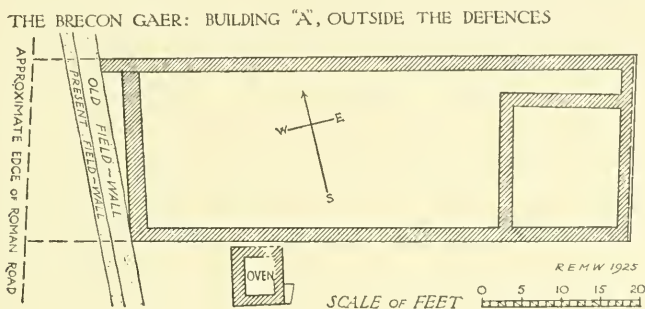 THE BRECON GAER: BUILDING "A", OUTSIDE THE DEFENCES
APPROXIMATE EDGE OF ROMAN ROAD
PRESENT FIELD-WALL
OLD FIELD-WALL
W E
S
OVEN
R E M W 1925
SCALE OF FEET 0 5 10 15 20